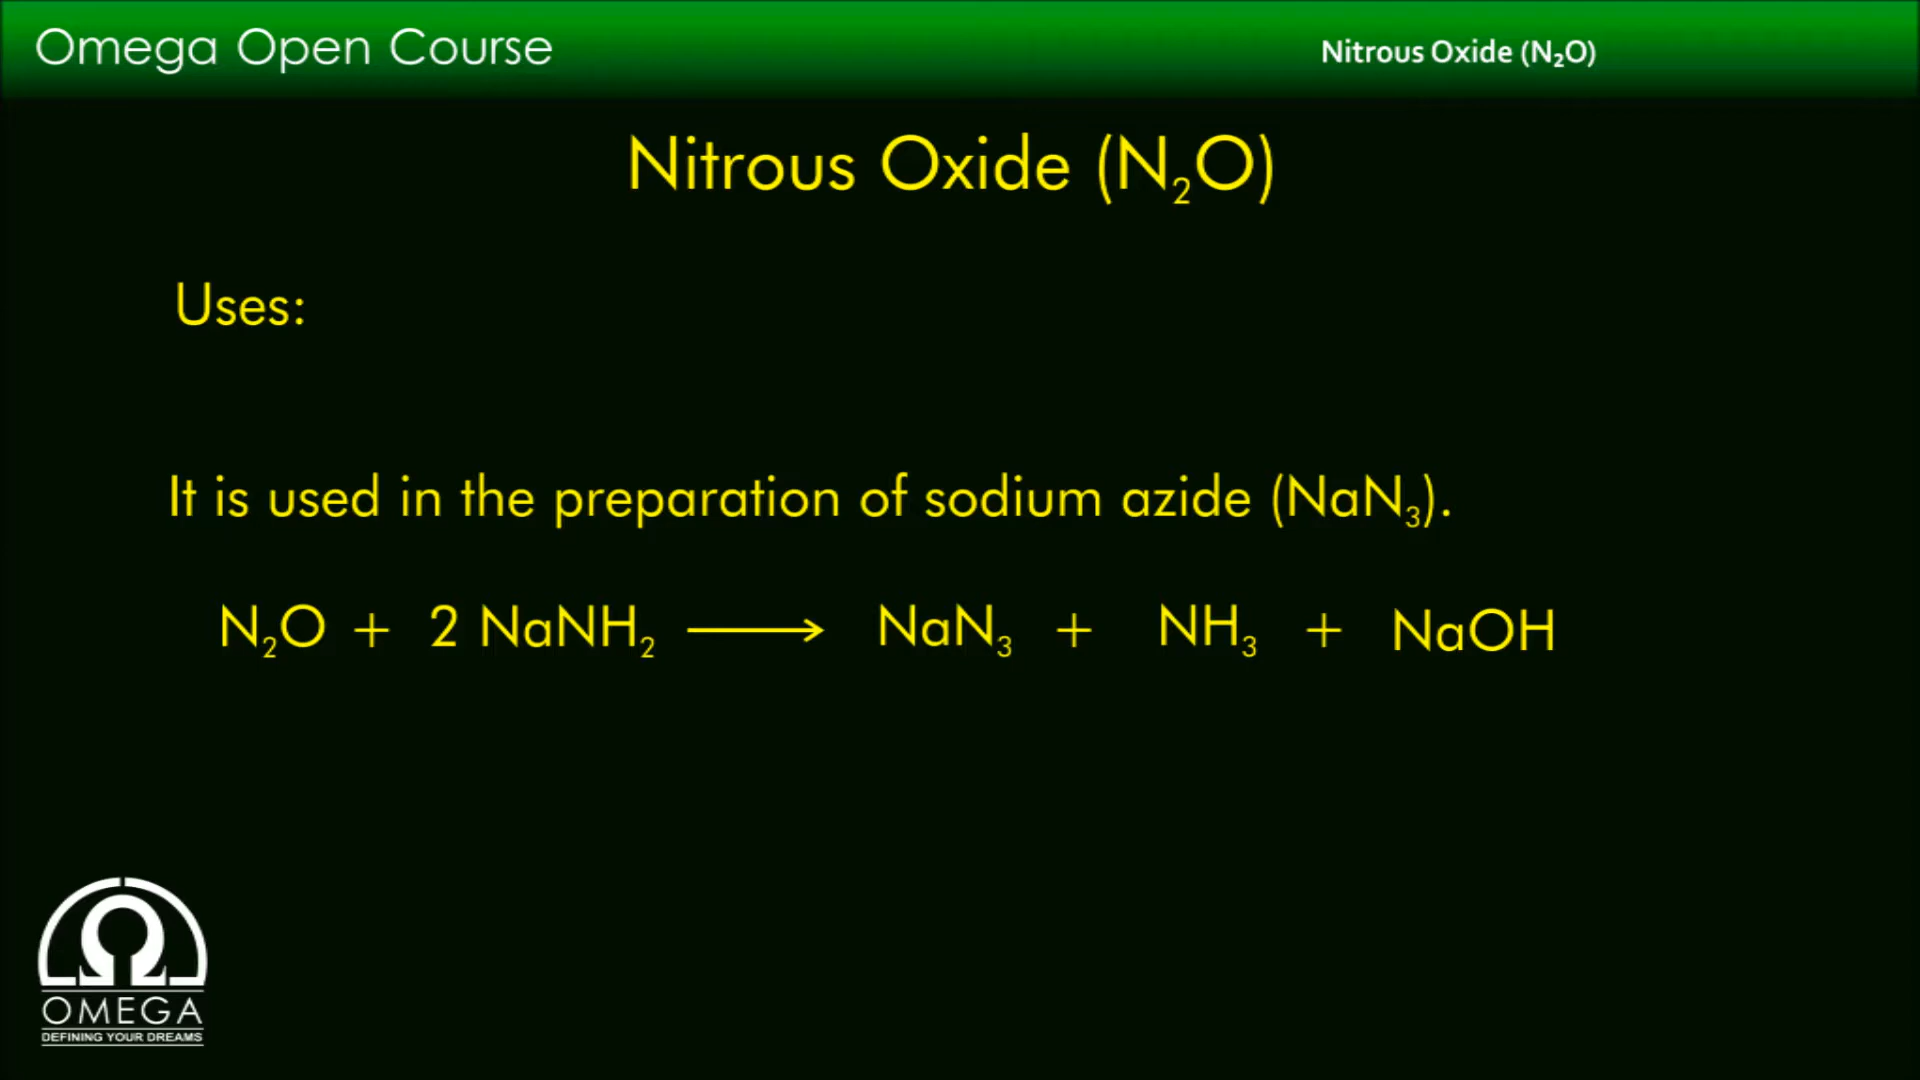 Omega Open Course
Nitrous Oxide (N₂O)
Nitrous Oxide (N₂O)
Uses:
It is used in the preparation of sodium azide (NaN₃).
N₂O + 2 NaNH₂ ⟶ NaN₃ + NH₃ + NaOH
OMEGA
DEFINING YOUR DREAMS